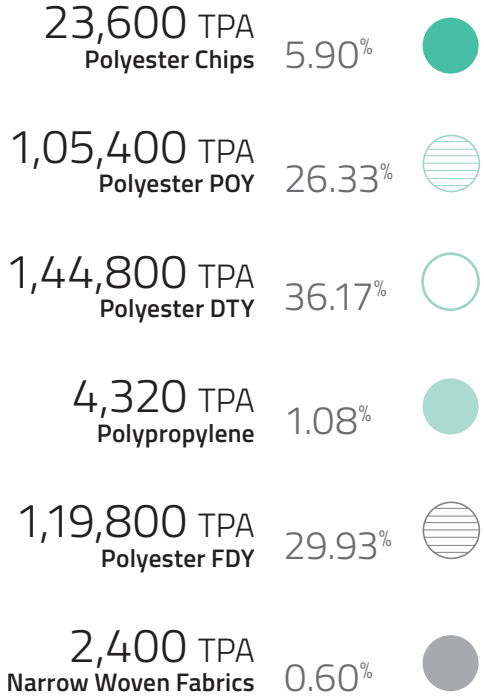 23,600 TPA
Polyester Chips 5.90%
1,05,400 TPA
Polyester POY 26.33%
1,44,800 TPA
Polyester DTY 36.17%
4,320 TPA
Polypropylene 1.08%
1,19,800 TPA
Polyester FDY 29.93%
2,400 TPA
Narrow Woven Fabrics 0.60%